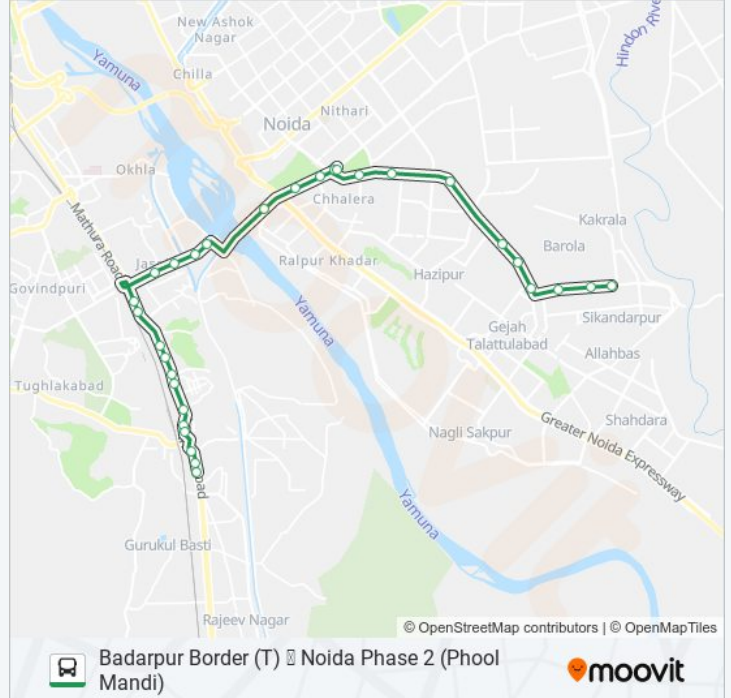 New Ashok
Nagar
Hindon River
Yamuna
Chilla
Nithari
Noida
Okhla
Chhalera
Mathura Road
Kakrala
Barola
Ralpur Khadar
Hazipur
Govindpuri
Yamuna
Sikandarpur
Gejah
Talattulabad
Allahbas
Tughlakabad
Shahdara
Greater Noida Expressway
Nagli Sakpur
Yamuna
Gurukul Basti
Rajeev Nagar
© OpenStreetMap contributors | © OpenMapTiles
Badarpur Border (T) Noida Phase 2 (Phool
Mandi)
moovit